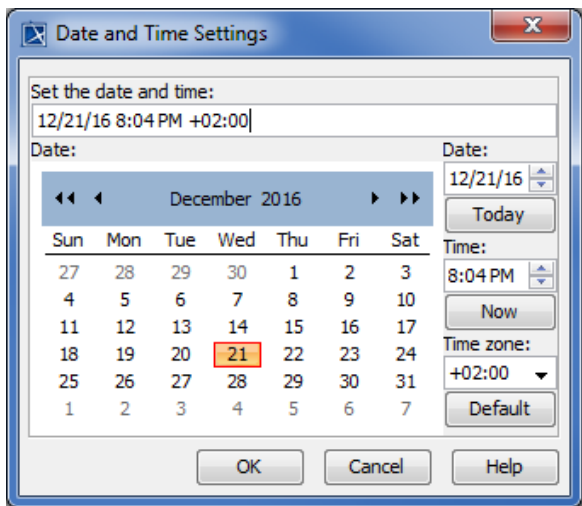 Date and Time Settings
Set the date and time:
12/21/16 8:04 PM +02:00
Date:
December 2016
Sun Mon Tue Wed Thu Fri Sat
27 28 29 30 1 2 3
4 5 6 7 8 9 10
11 12 13 14 15 16 17
18 19 20 21 22 23 24
25 26 27 28 29 30 31
1 2 3 4 5 6 7
Date:
12/21/16
Today
Time:
8:04 PM
Now
Time zone:
+02:00
Default
OK Cancel Help